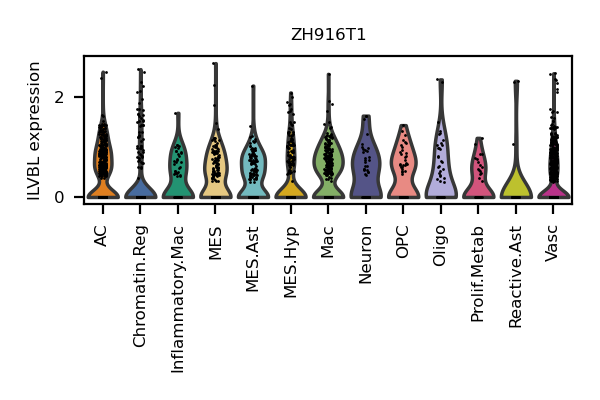 ZH916T1
ILVBL expression
2
0
AC
Chromatin.Reg
Inflammatory.Mac
MES
MES.Ast
MES.Hyp
Mac
Neuron
OPC
Oligo
Prolif.Metab
Reactive.Ast
Vasc